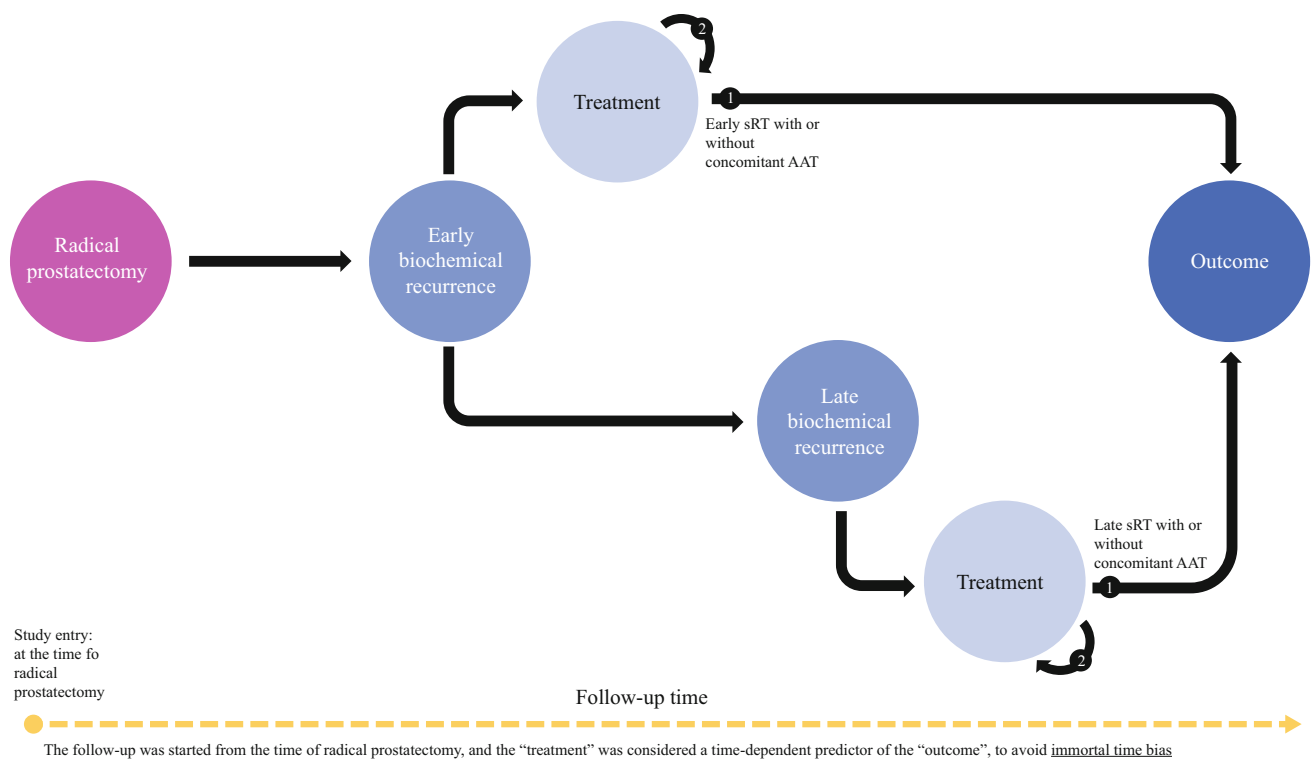 2
Treatment
1
Early sRT with or
without
concomitant AAT
Radical
prostatectomy
Early
biochemical
recurrence
Outcome
Late
biochemical
recurrence
Late sRT with or
without
concomitant AAT
1
Treatment
2
Study entry:
at the time fo
radical
prostatectomy
Follow-up time
The follow-up was started from the time of radical prostatectomy, and the “treatment” was considered a time-dependent predictor of the “outcome”, to avoid immortal time bias